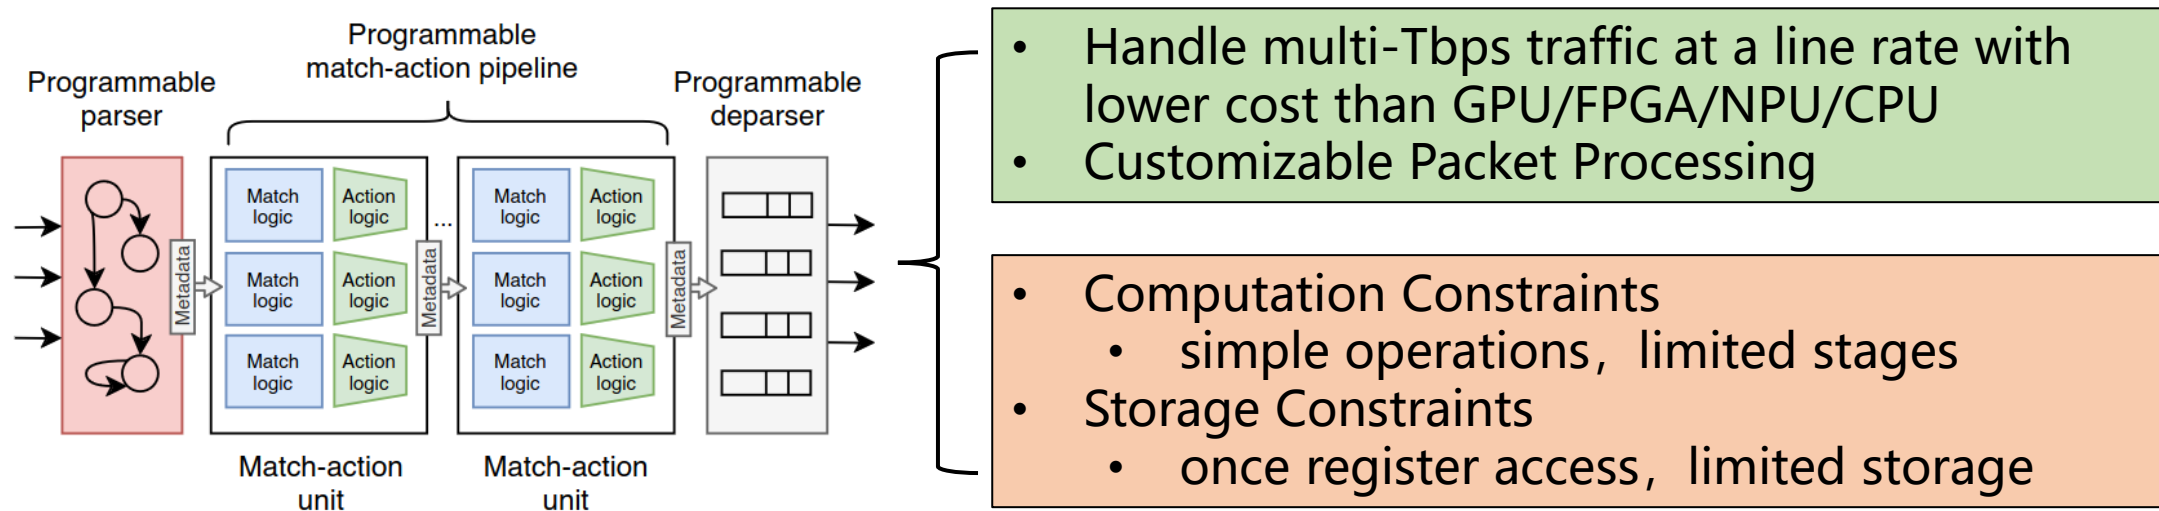 Programmable
match-action pipeline
Programmable
parser
Programmable
deparser
Metadata
Match
logic
Action
logic
Match
logic
Action
logic
Match
logic
Action
logic
...
Metadata
Match
logic
Action
logic
Match
logic
Action
logic
Match
logic
Action
logic
Metadata
Match-action
unit
Match-action
unit
• Handle multi-Tbps traffic at a line rate with
lower cost than GPU/FPGA/NPU/CPU
• Customizable Packet Processing
• Computation Constraints
• simple operations，limited stages
• Storage Constraints
• once register access，limited storage